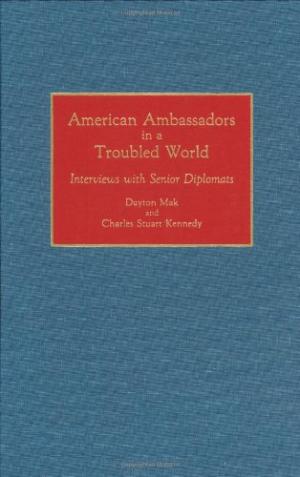 American Ambassadors
in a
Troubled World
Interviews with Senior Diplomats
Dayton Mak
and
Charles Stuart Kennedy